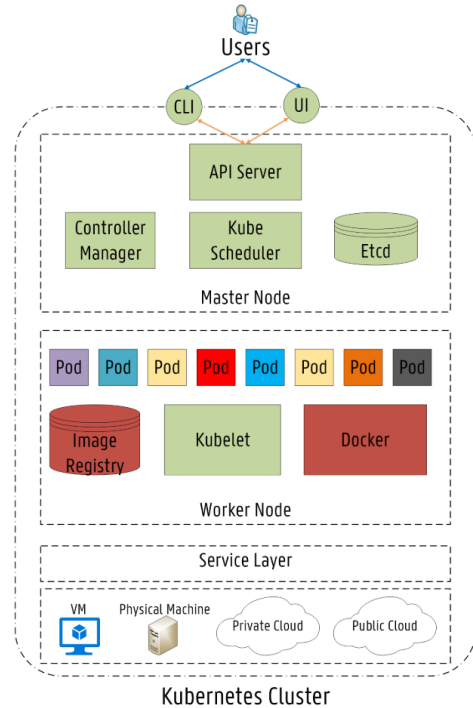 Users
CLI
UI
API Server
Controller
Manager
Kube
Scheduler
Etcd
Master Node
Pod Pod Pod Pod Pod Pod Pod Pod
Image
Registry
Kubelet
Docker
Worker Node
Service Layer
VM
Physical Machine
Private Cloud
Public Cloud
Kubernetes Cluster